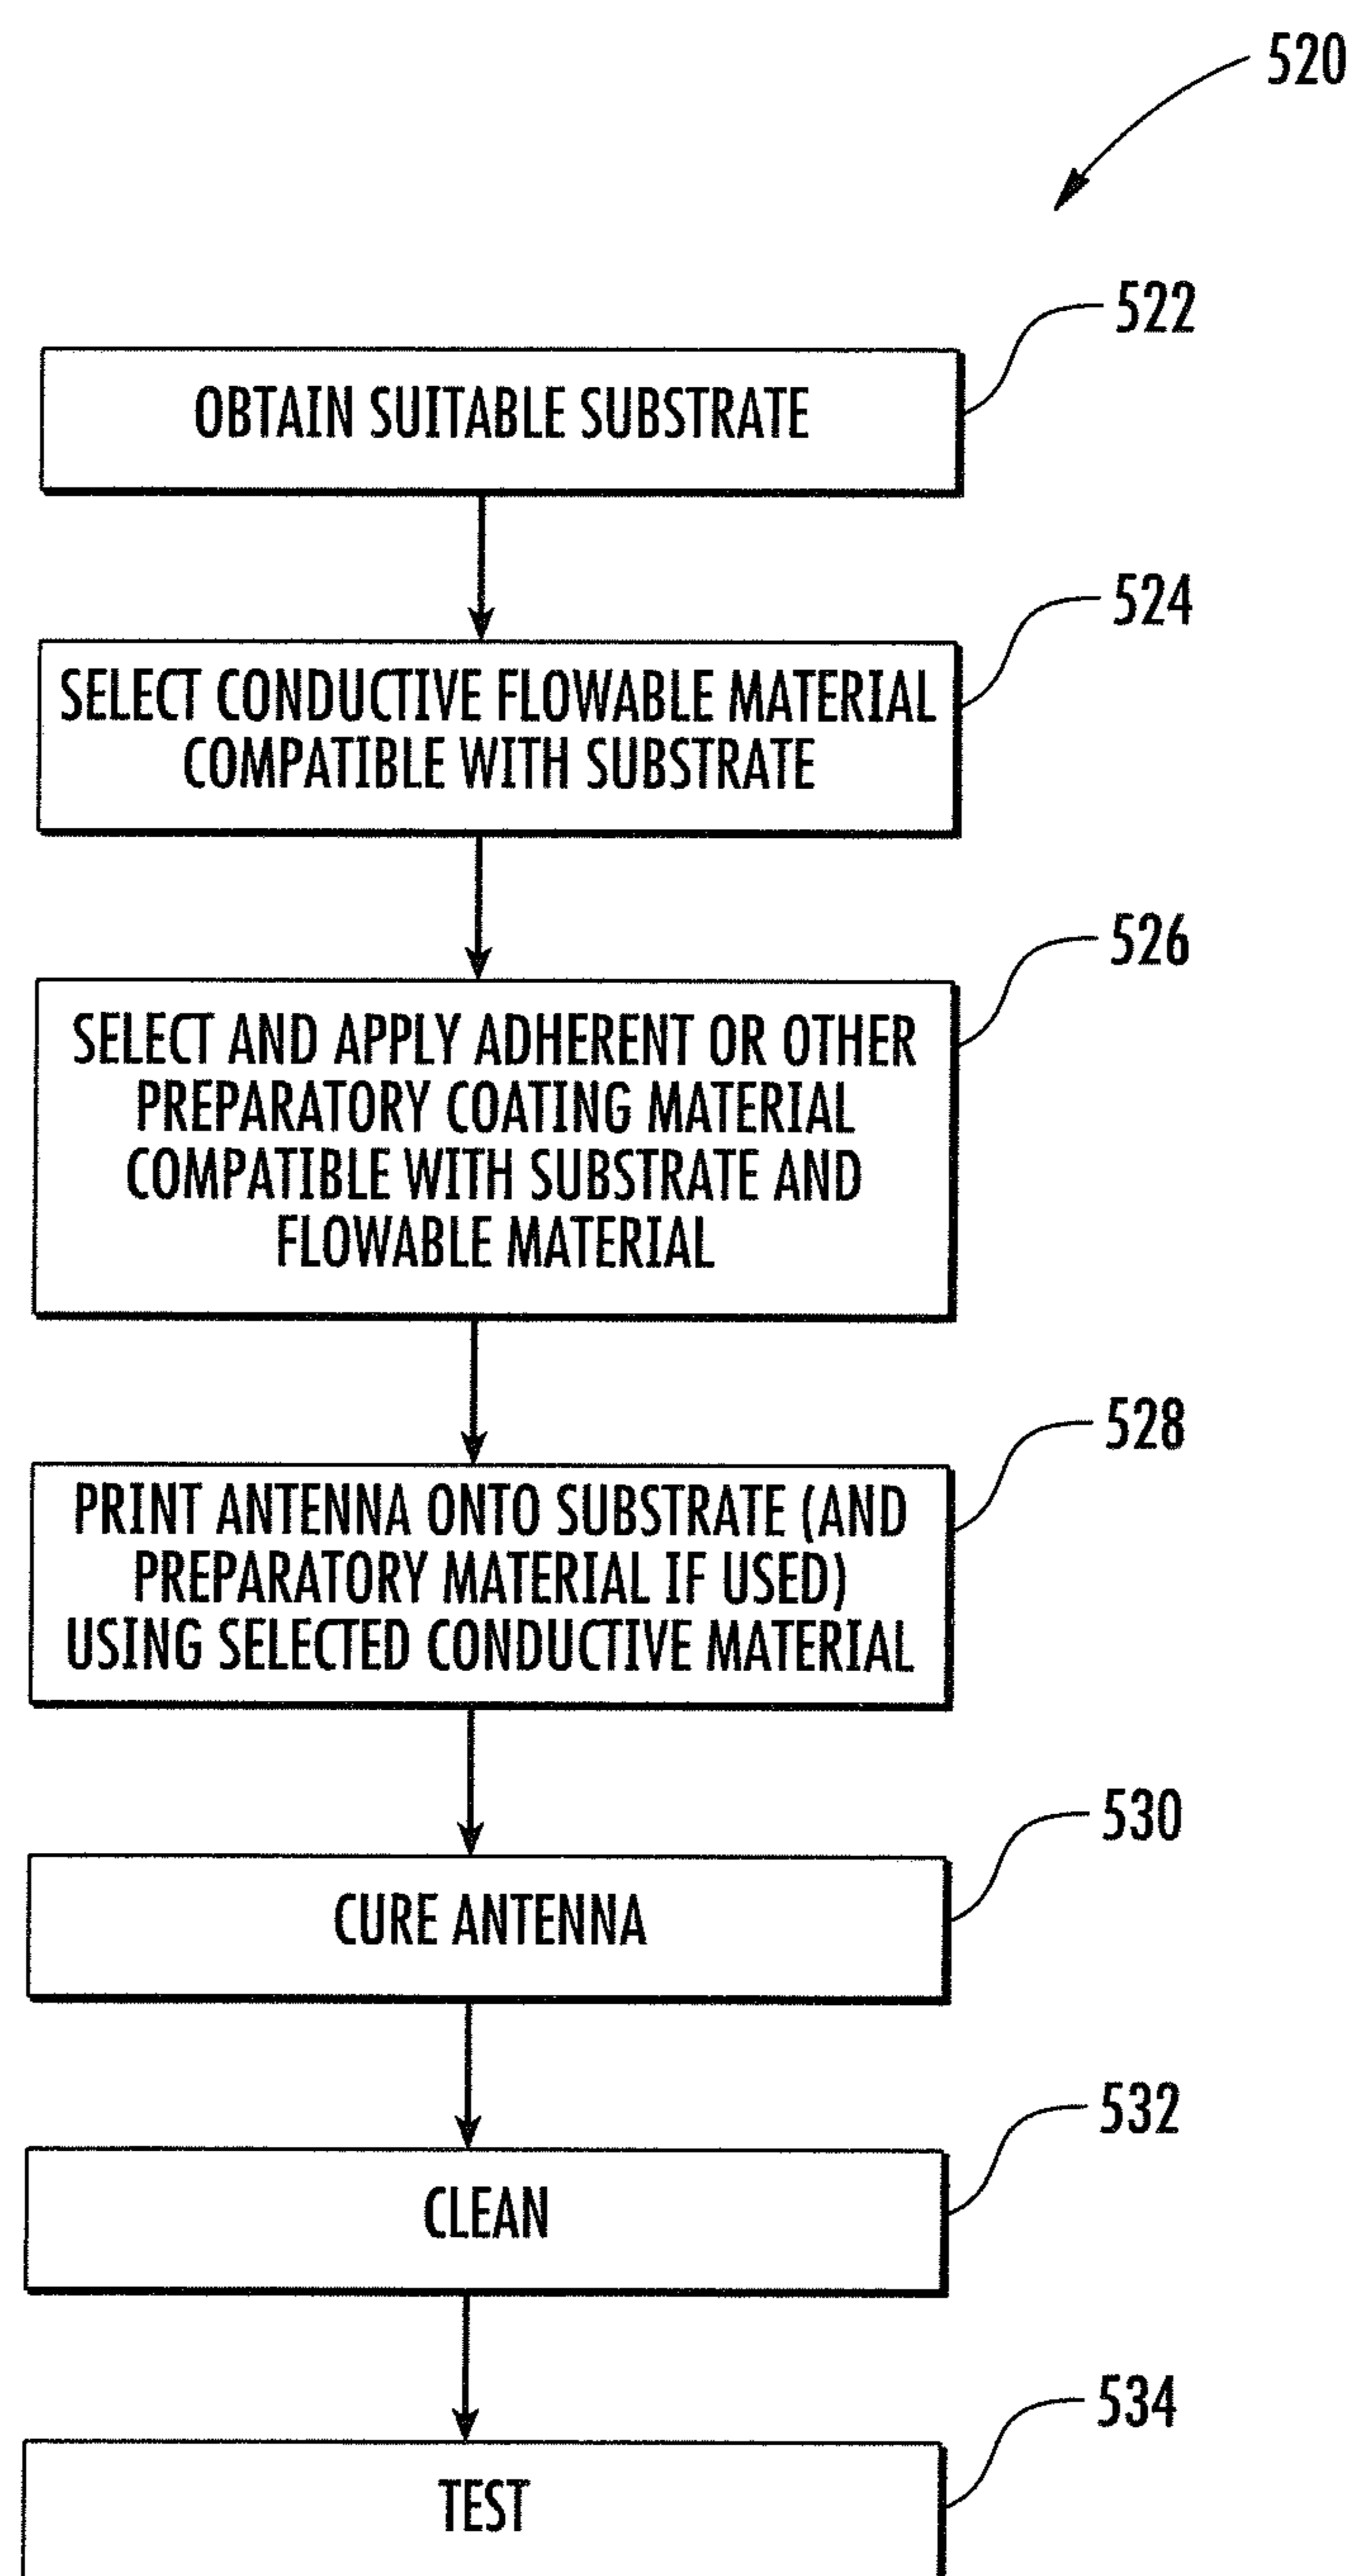 520
522
OBTAIN SUITABLE SUBSTRATE
524
SELECT CONDUCTIVE FLOWABLE MATERIAL
COMPATIBLE WITH SUBSTRATE
526
SELECT AND APPLY ADHERENT OR OTHER
PREPARATORY COATING MATERIAL
COMPATIBLE WITH SUBSTRATE AND
FLOWABLE MATERIAL
528
PRINT ANTENNA ONTO SUBSTRATE (AND
PREPARATORY MATERIAL IF USED)
USING SELECTED CONDUCTIVE MATERIAL
530
CURE ANTENNA
532
CLEAN
534
TEST